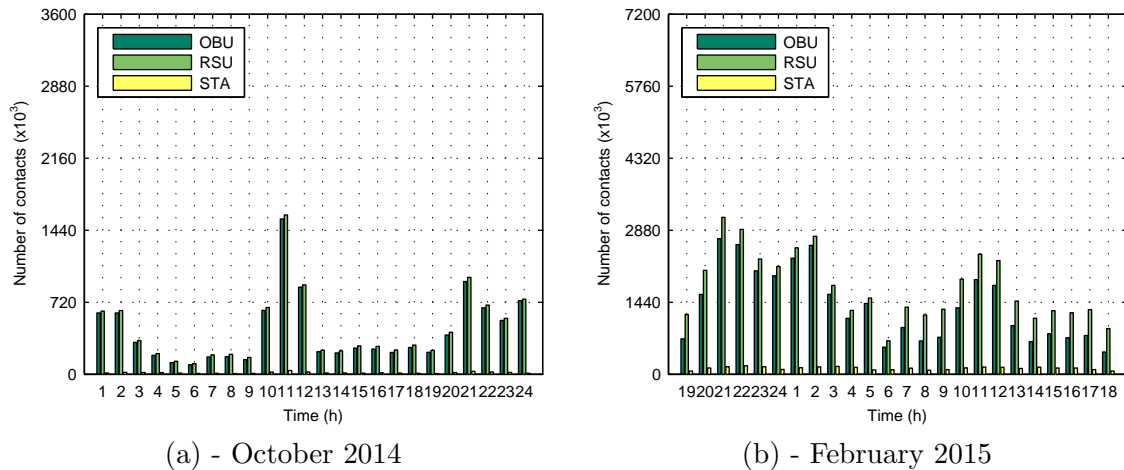 3600
2880
2160
1440
720
0
Number of contacts (x10³)
OBU
RSU
STA
1 2 3 4 5 6 7 8 9 10 11 12 13 14 15 16 17 18 19 20 21 22 23 24
Time (h)
(a) - October 2014
7200
5760
4320
2880
1440
0
Number of contacts (x10³)
OBU
RSU
STA
19 20 21 22 23 24 1 2 3 4 5 6 7 8 9 10 11 12 13 14 15 16 17 18
Time (h)
(b) - February 2015